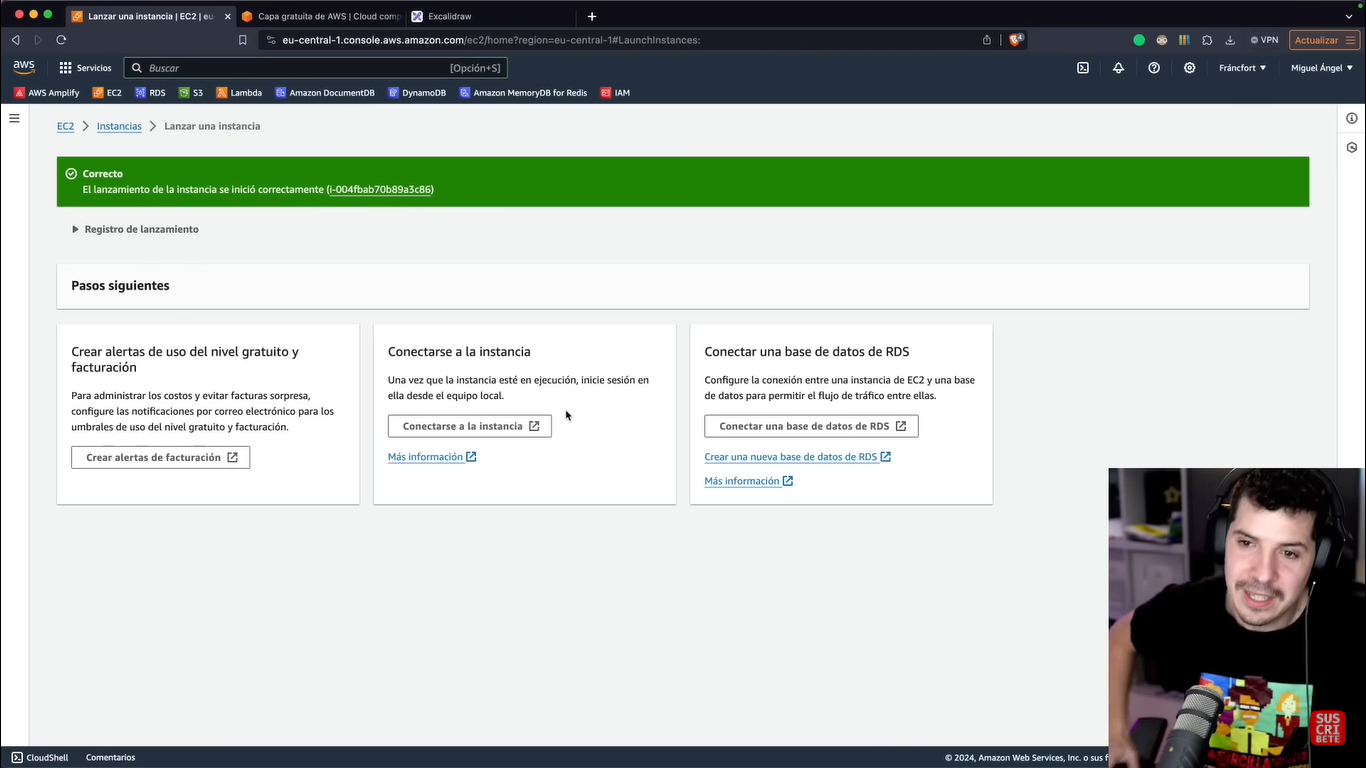 Lanzar una instancia | EC2 | eu
Capa gratuita de AWS | Cloud comp
Excalidraw
eu-central-1.console.aws.amazon.com/ec2/home?region=eu-central-1#LaunchInstances:
VPN
Actualizar
aws
Servicios
Buscar
[Opción+S]
Fráncfort
Miguel Ángel
AWS Amplify
EC2
RDS
S3
Lambda
Amazon DocumentDB
DynamoDB
Amazon MemoryDB for Redis
IAM
EC2
Instancias
Lanzar una instancia
Correcto
El lanzamiento de la instancia se inició correctamente (i-004fbab70b89a3c86)
Registro de lanzamiento
Pasos siguientes
Crear alertas de uso del nivel gratuito y
facturación
Para administrar los costos y evitar facturas sorpresa,
configure las notificaciones por correo electrónico para los
umbrales de uso del nivel gratuito y facturación.
Crear alertas de facturación
Conectarse a la instancia
Una vez que la instancia esté en ejecución, inicie sesión en
ella desde el equipo local.
Conectarse a la instancia
Más información
Conectar una base de datos de RDS
Configure la conexión entre una instancia de EC2 y una base
de datos para permitir el flujo de tráfico entre ellas.
Conectar una base de datos de RDS
Crear una nueva base de datos de RDS
Más información
SUS
CRI
BETE
CloudShell
Comentarios
© 2024, Amazon Web Services, Inc. o sus f